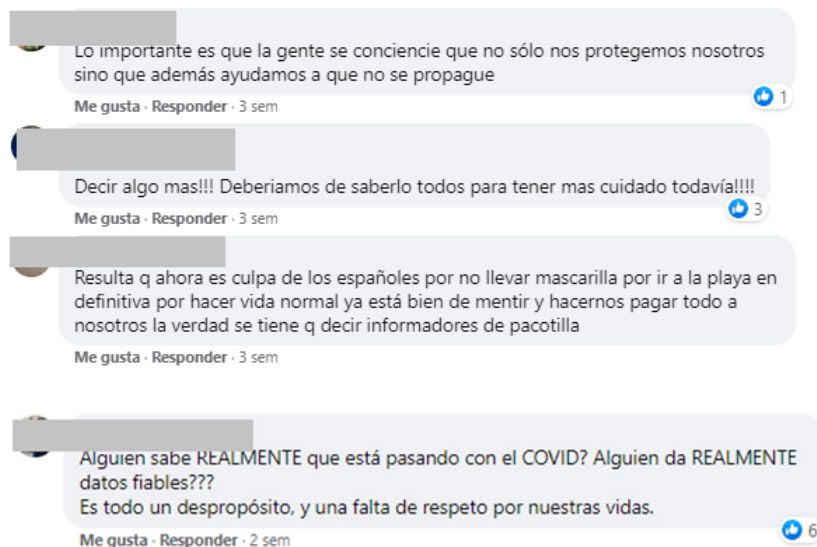 Lo importante es que la gente se conciencie que no sólo nos protegemos nosotros
sino que además ayudamos a que no se propague
Me gusta · Responder · 3 sem
1
Decir algo mas!!! Deberiamos de saberlo todos para tener mas cuidado todavía!!!!
Me gusta · Responder · 3 sem
3
Resulta q ahora es culpa de los españoles por no llevar mascarilla por ir a la playa en
definitiva por hacer vida normal ya está bien de mentir y hacernos pagar todo a
nosotros la verdad se tiene q decir informadores de pacotilla
Me gusta · Responder · 3 sem
Alguien sabe REALMENTE que está pasando con el COVID? Alguien da REALMENTE
datos fiables???
Es todo un despropósito, y una falta de respeto por nuestras vidas.
Me gusta · Responder · 2 sem
6